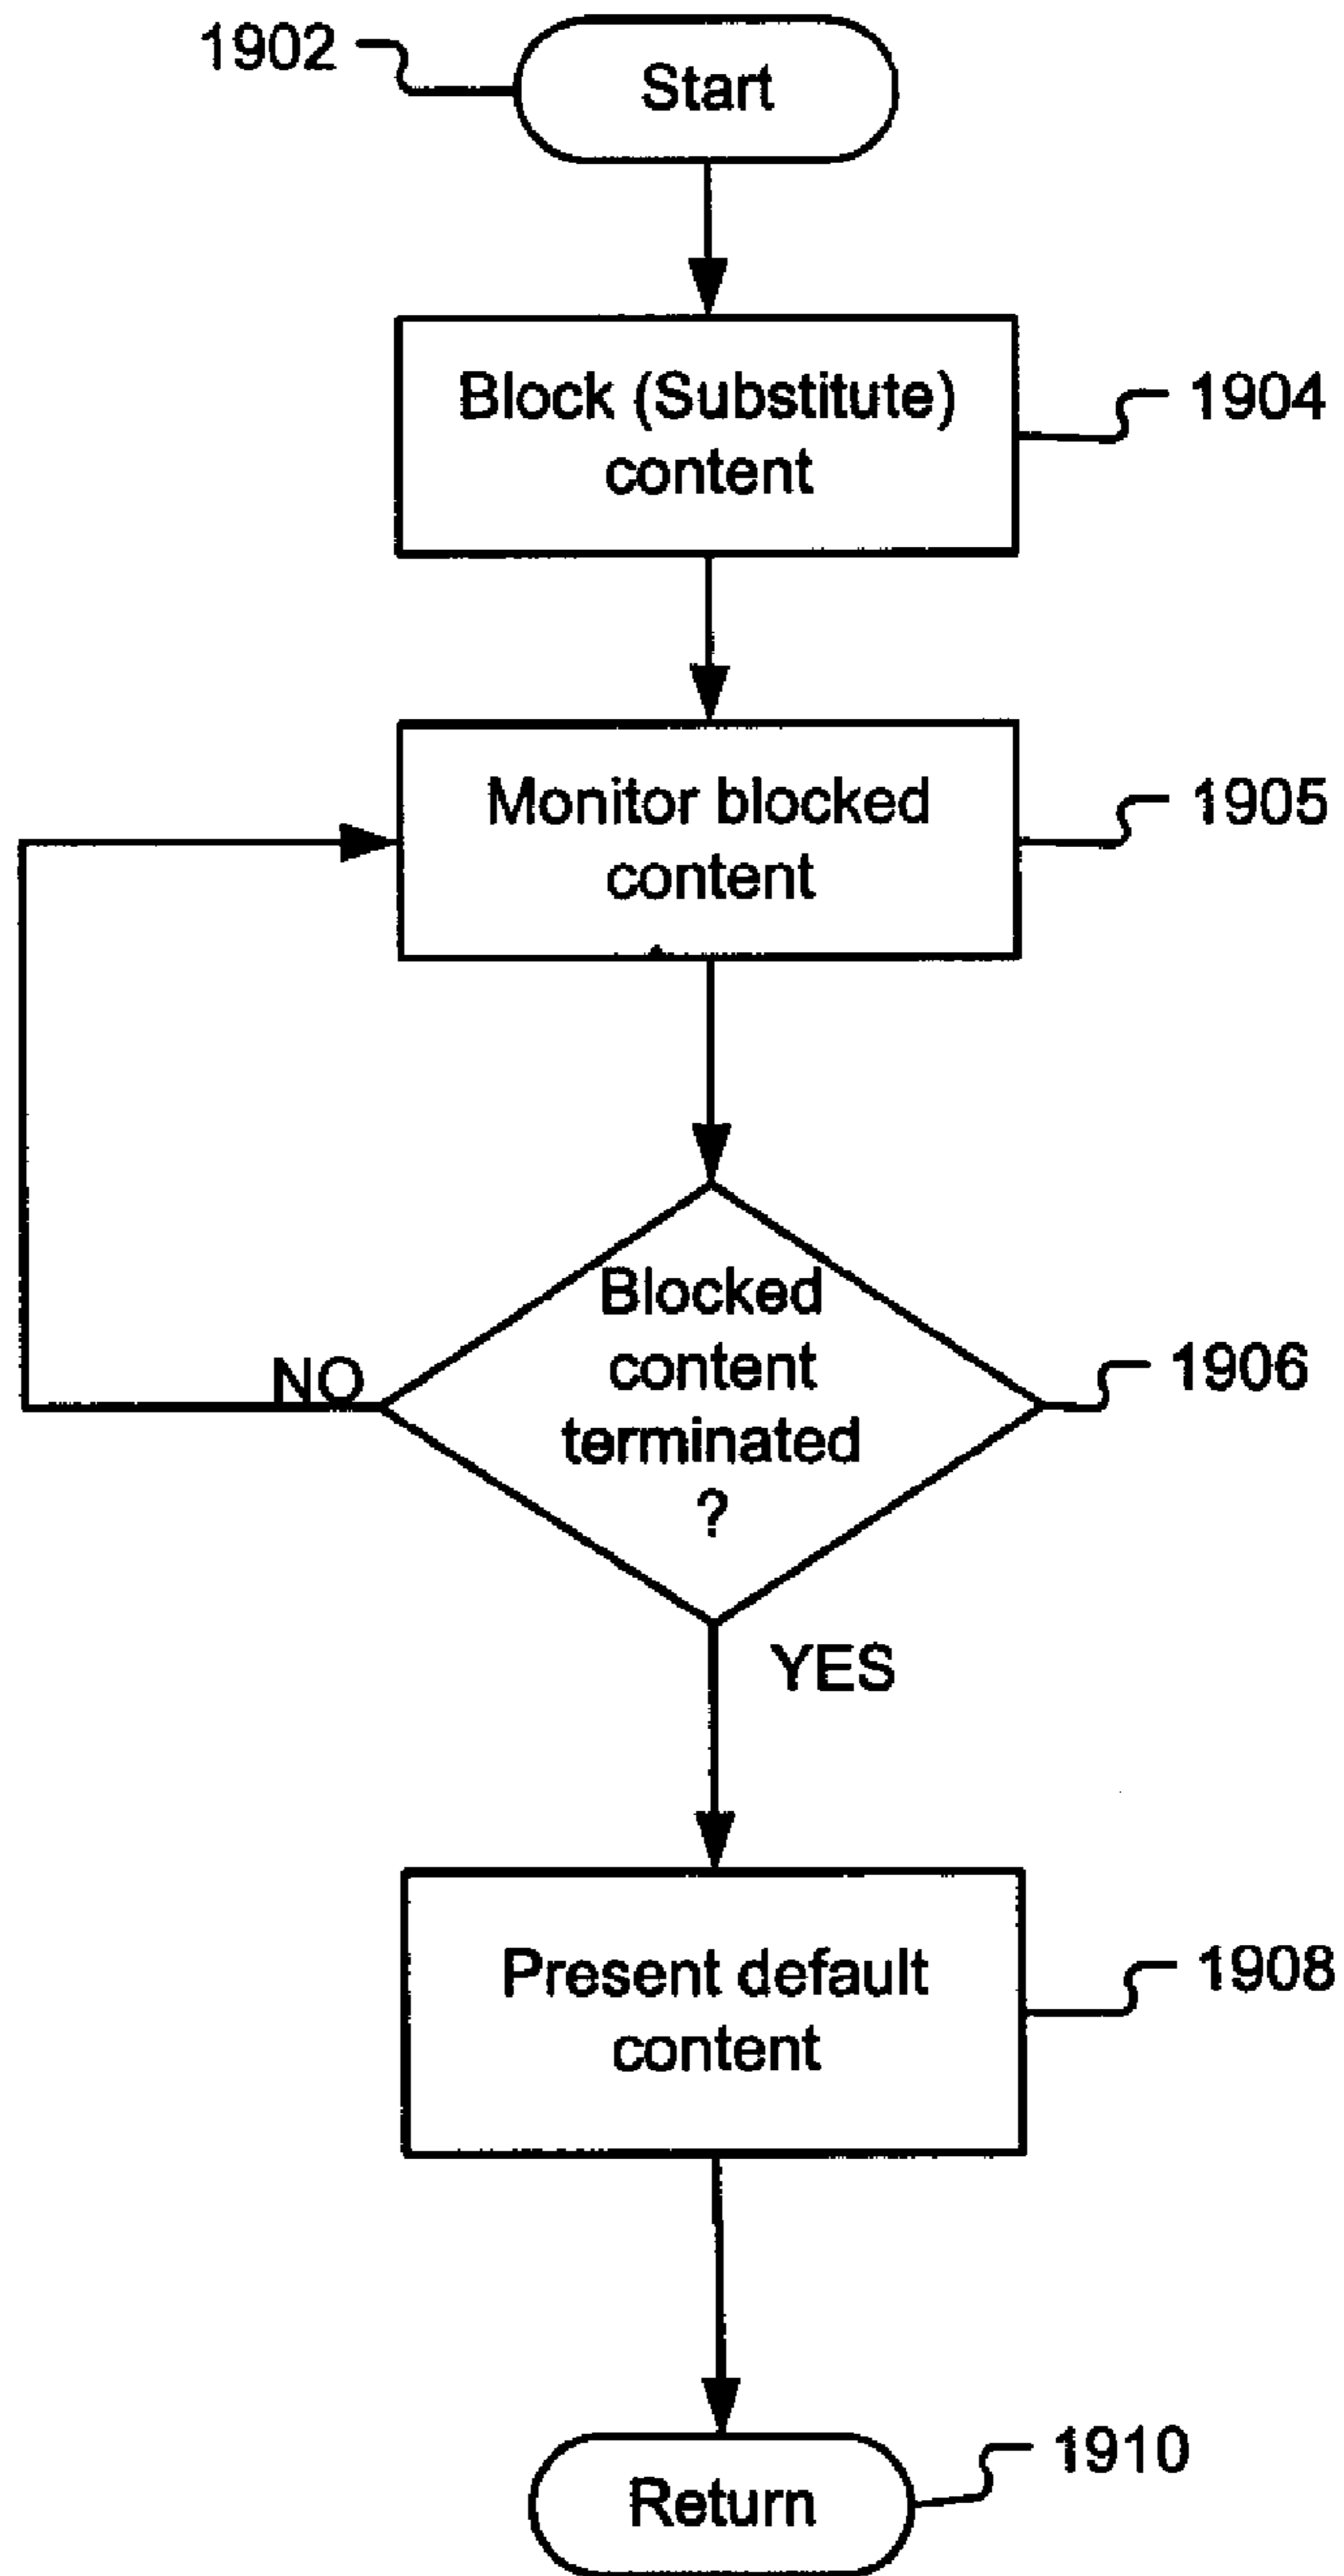 1902
Start
Block (Substitute)
content
1904
Monitor blocked
content
1905
Blocked
content
terminated
?
1906
NO
YES
Present default
content
1908
Return
1910